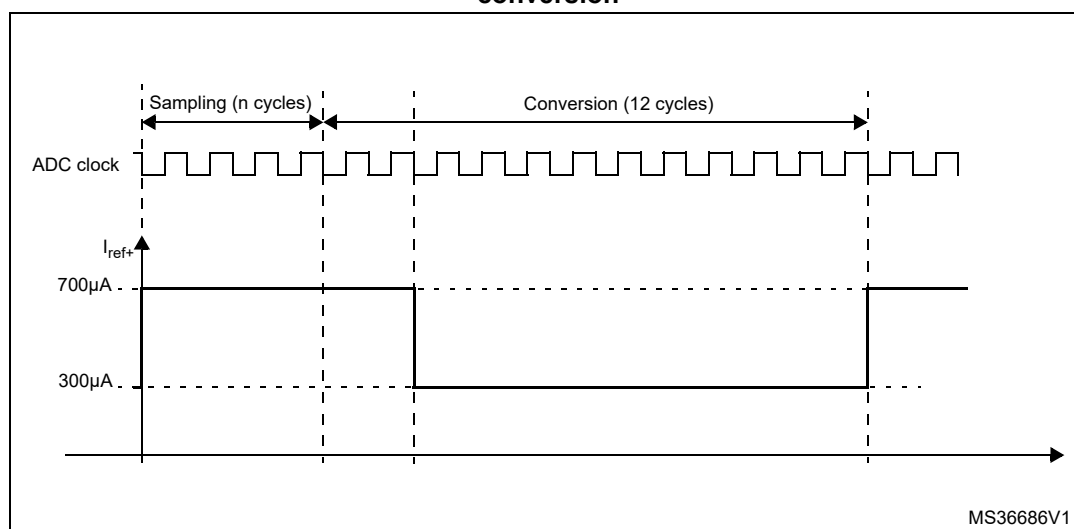 conversion
Sampling (n cycles)
Conversion (12 cycles)
ADC clock
Iref+
700µA
300µA
MS36686V1